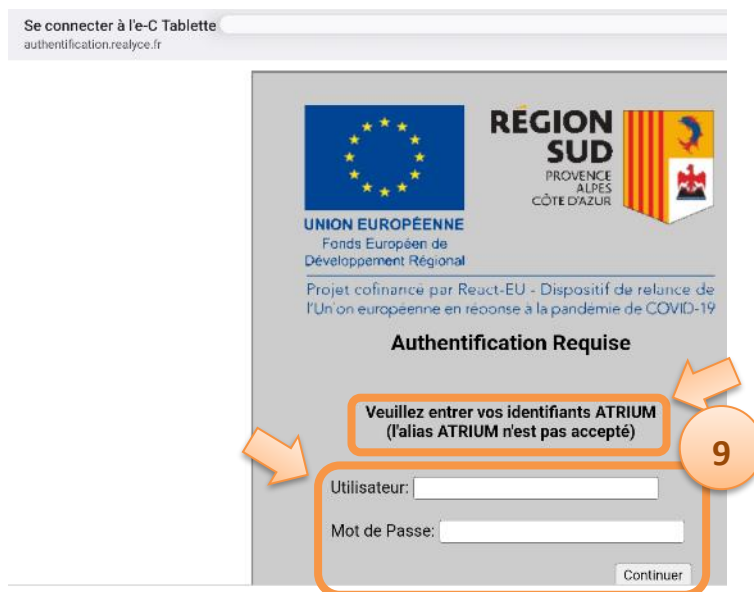 Se connecter à l'e-C Tablette
authentification.realyce.fr
RÉGION
SUD
PROVENCE
ALPES
CÔTE D'AZUR
UNION EUROPÉENNE
Fonds Européen de
Développement Régional
Projet cofinancé par React-EU - Dispositif de relance de
l'Union européenne en réponse à la pandémie de COVID-19
Authentification Requise
Veuillez entrer vos identifiants ATRIUM
(l'alias ATRIUM n'est pas accepté)
9
Utilisateur:
Mot de Passe:
Continuer